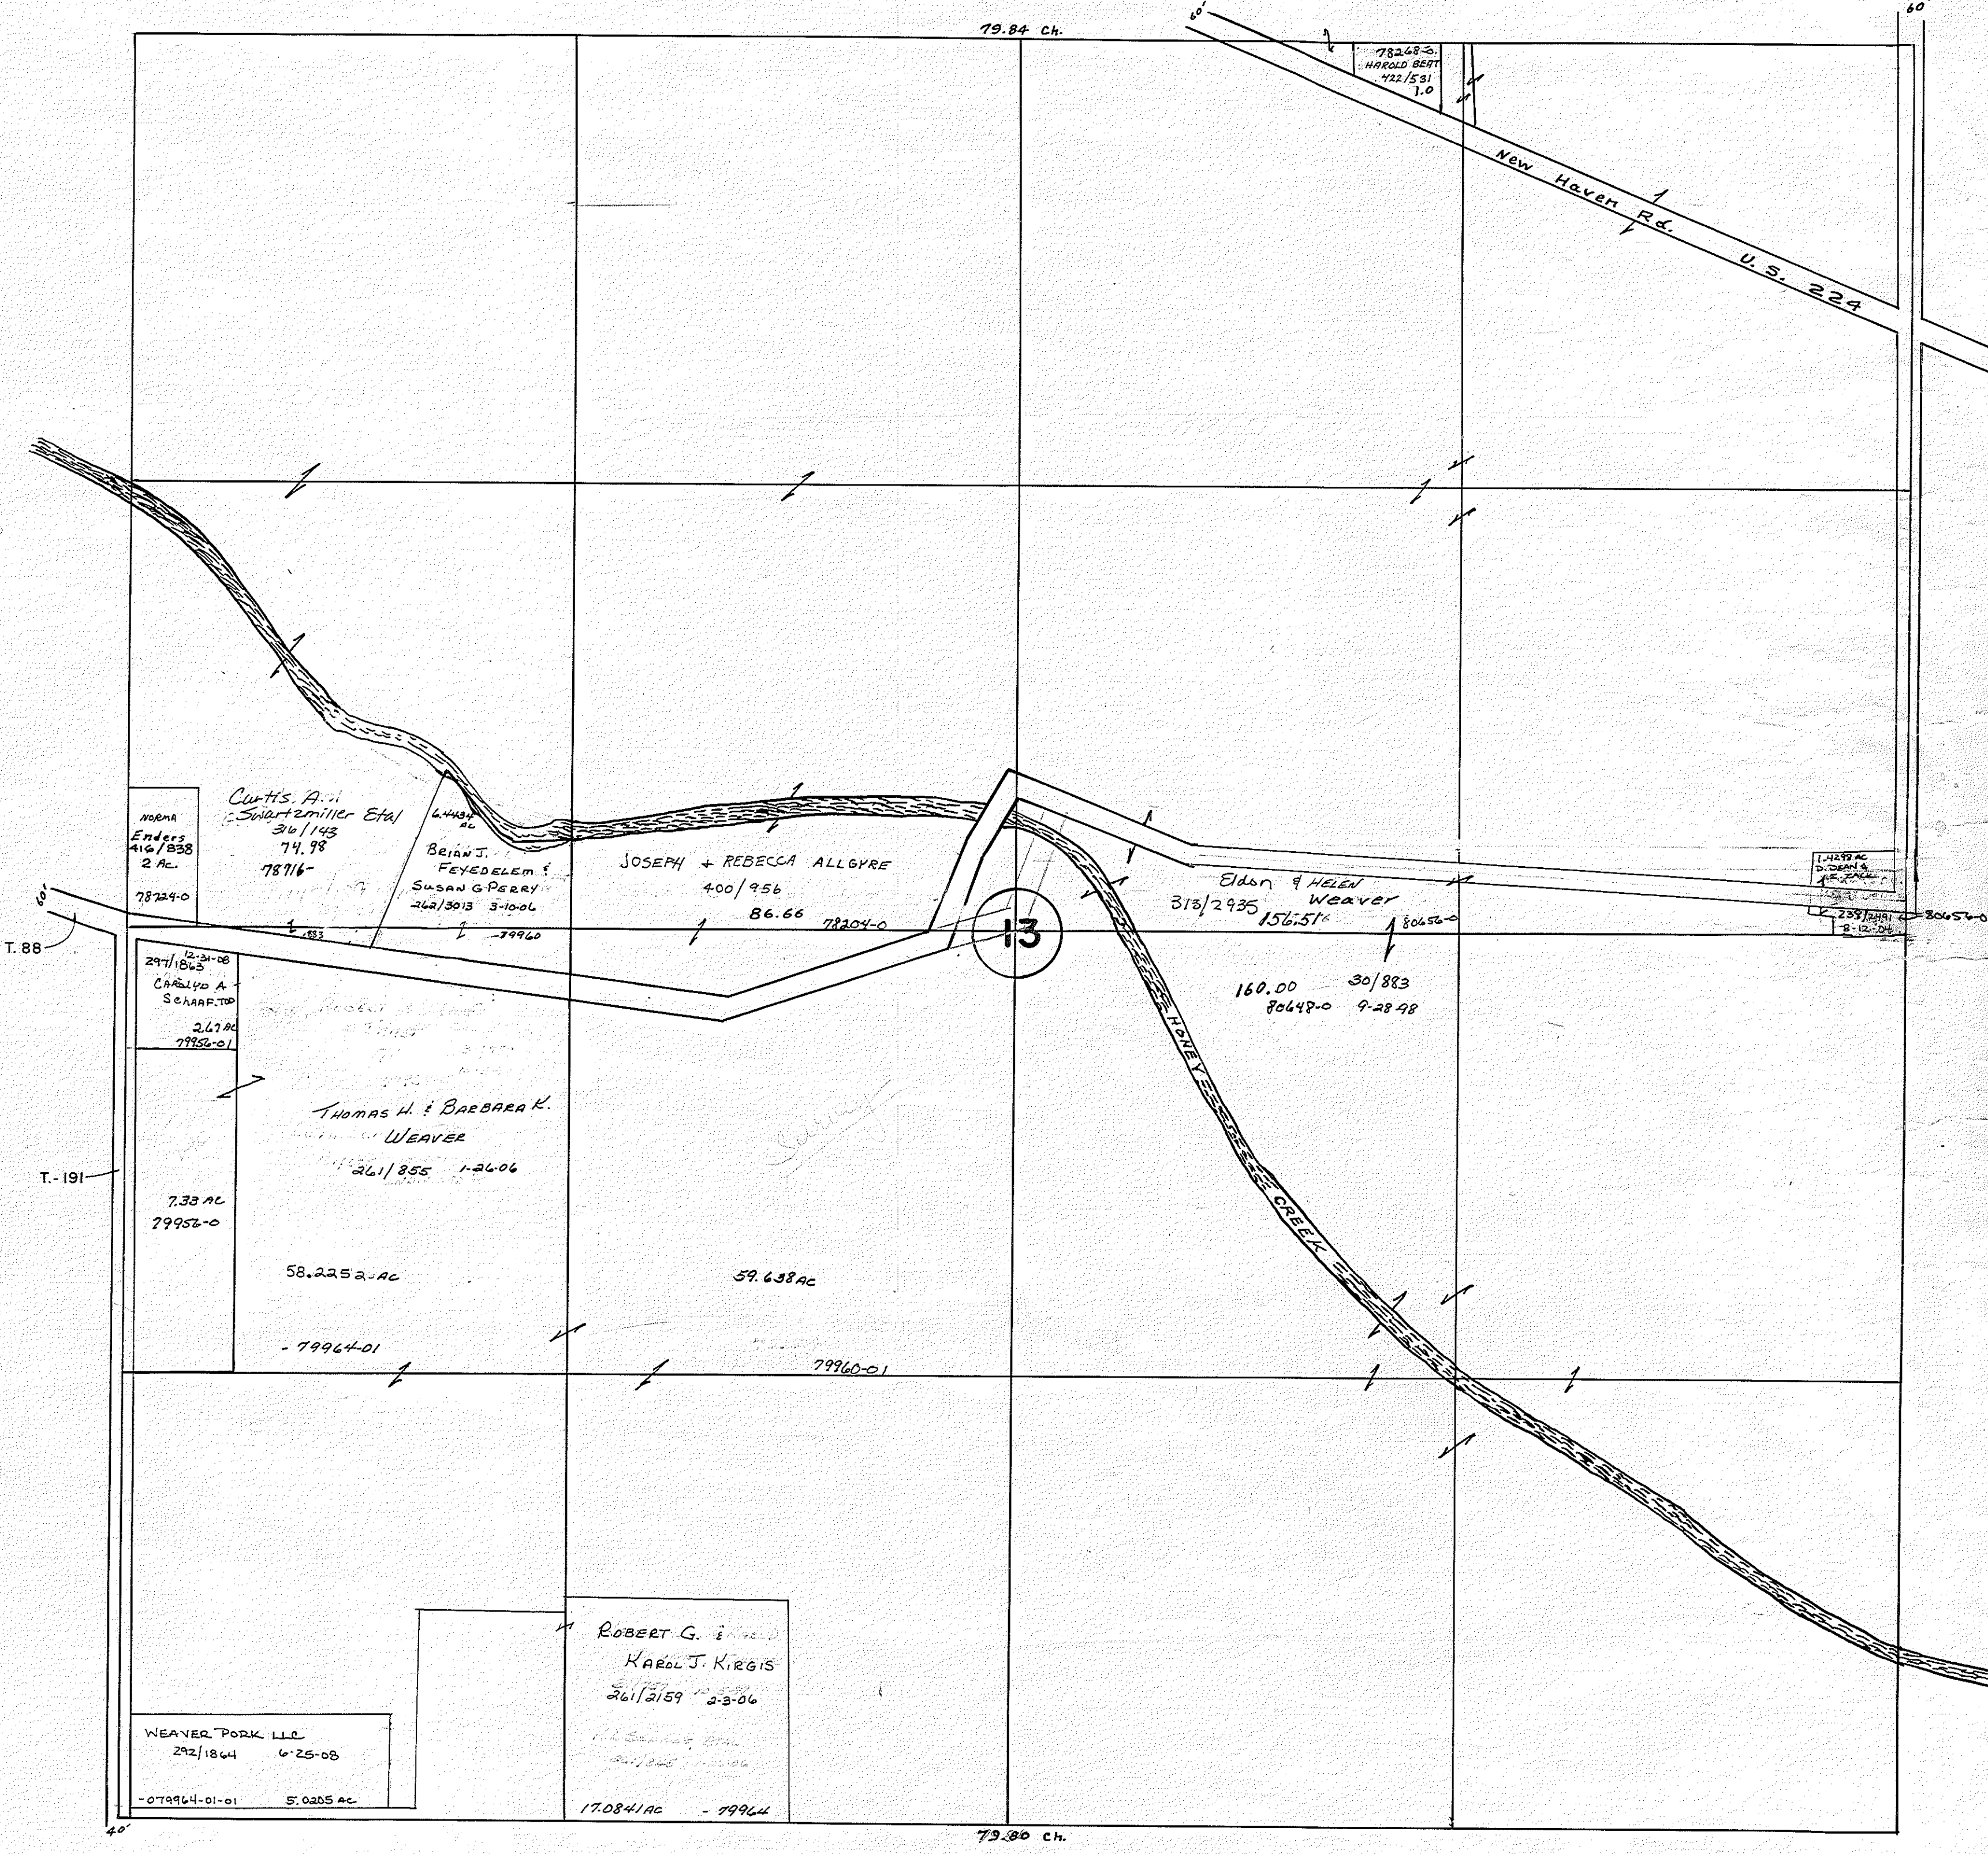 79.84 Ch.
60'
60
78268-0.
HAROLD BEAT
422/531
1.0
New Haven Rd.
U. S. 224
NORMA
Enders
416/838
2 Ac.
78224-0
Curtis A.
Swartzmiller Etal
316/143
74.98
78716-
6.4434
AC
BRIAN J.
FEYEDELEM &
SUSAN G. PERRY
262/3013 3-10-06
-79960
.883
JOSEPH + REBECCA ALLGYRE
400/956
86.66
78204-0
Eldon & HELEN
Weaver
313/2935
156.51
80656-0
1.4298 AC
D. DEAN &
238/2491
8-12-04
80656-0
13
160.00 30/883
80648-0 9-28-98
60'
T. 88
12-31-08
297/1863
CAROLYN A
SCHAAF, TOD
2.67 AC
79956-01
THOMAS W. & BARBARA K.
WEAVER
261/855 1-26-06
HONEY CREEK
T.-191
7.33 AC
79956-0
58.2252 AC
59.638 AC
- 79964-01
79960-01
ROBERT G. &
KAROL J. KIRGIS
261/2159 2-3-06
17.0841 AC - 79964
WEAVER PORK LLC
292/1864 6-25-08
-079964-01-01 5.0205 AC
40'
79.80 Ch.